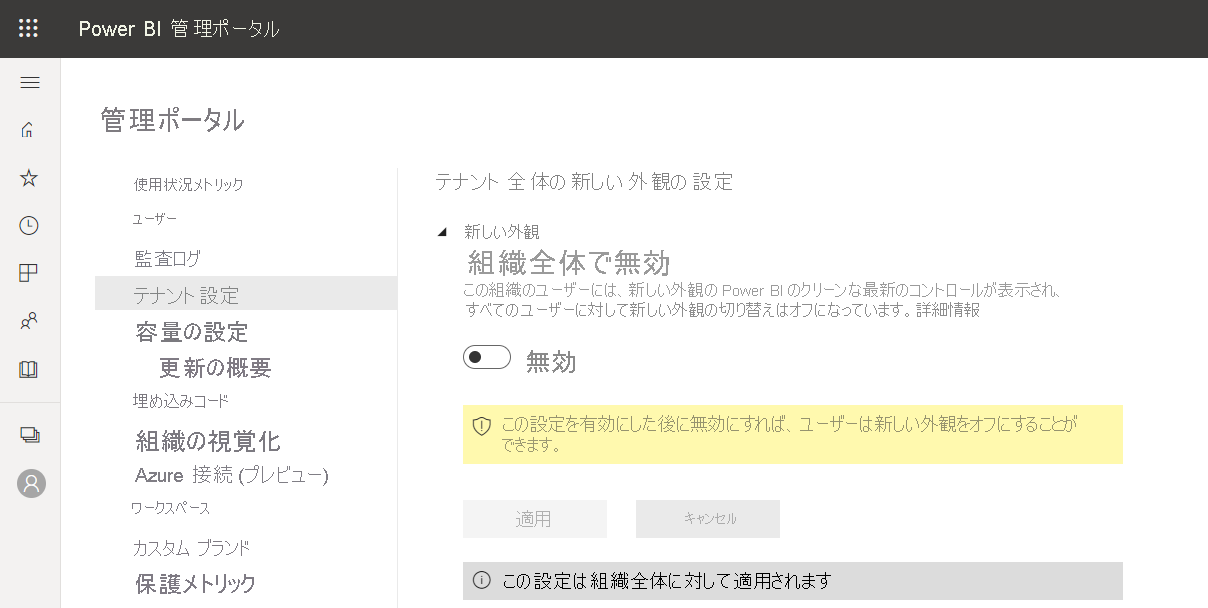 Power BI 管理ポータル
管理ポータル
使用状況メトリック
ユーザー
監査ログ
テナント設定
容量の設定
更新の概要
埋め込みコード
組織の視覚化
Azure 接続 (プレビュー)
ワークスペース
カスタム ブランド
保護メトリック
テナント全体の新しい外観の設定
新しい外観
組織全体で無効
この組織のユーザーには、新しい外観の Power BI のクリーンな最新のコントロールが表示され、
すべてのユーザーに対して新しい外観の切り替えはオフになっています。詳細情報
無効
この設定を有効にした後に無効にすれば、ユーザーは新しい外観をオフにすることが
できます。
適用
キャンセル
この設定は組織全体に対して適用されます